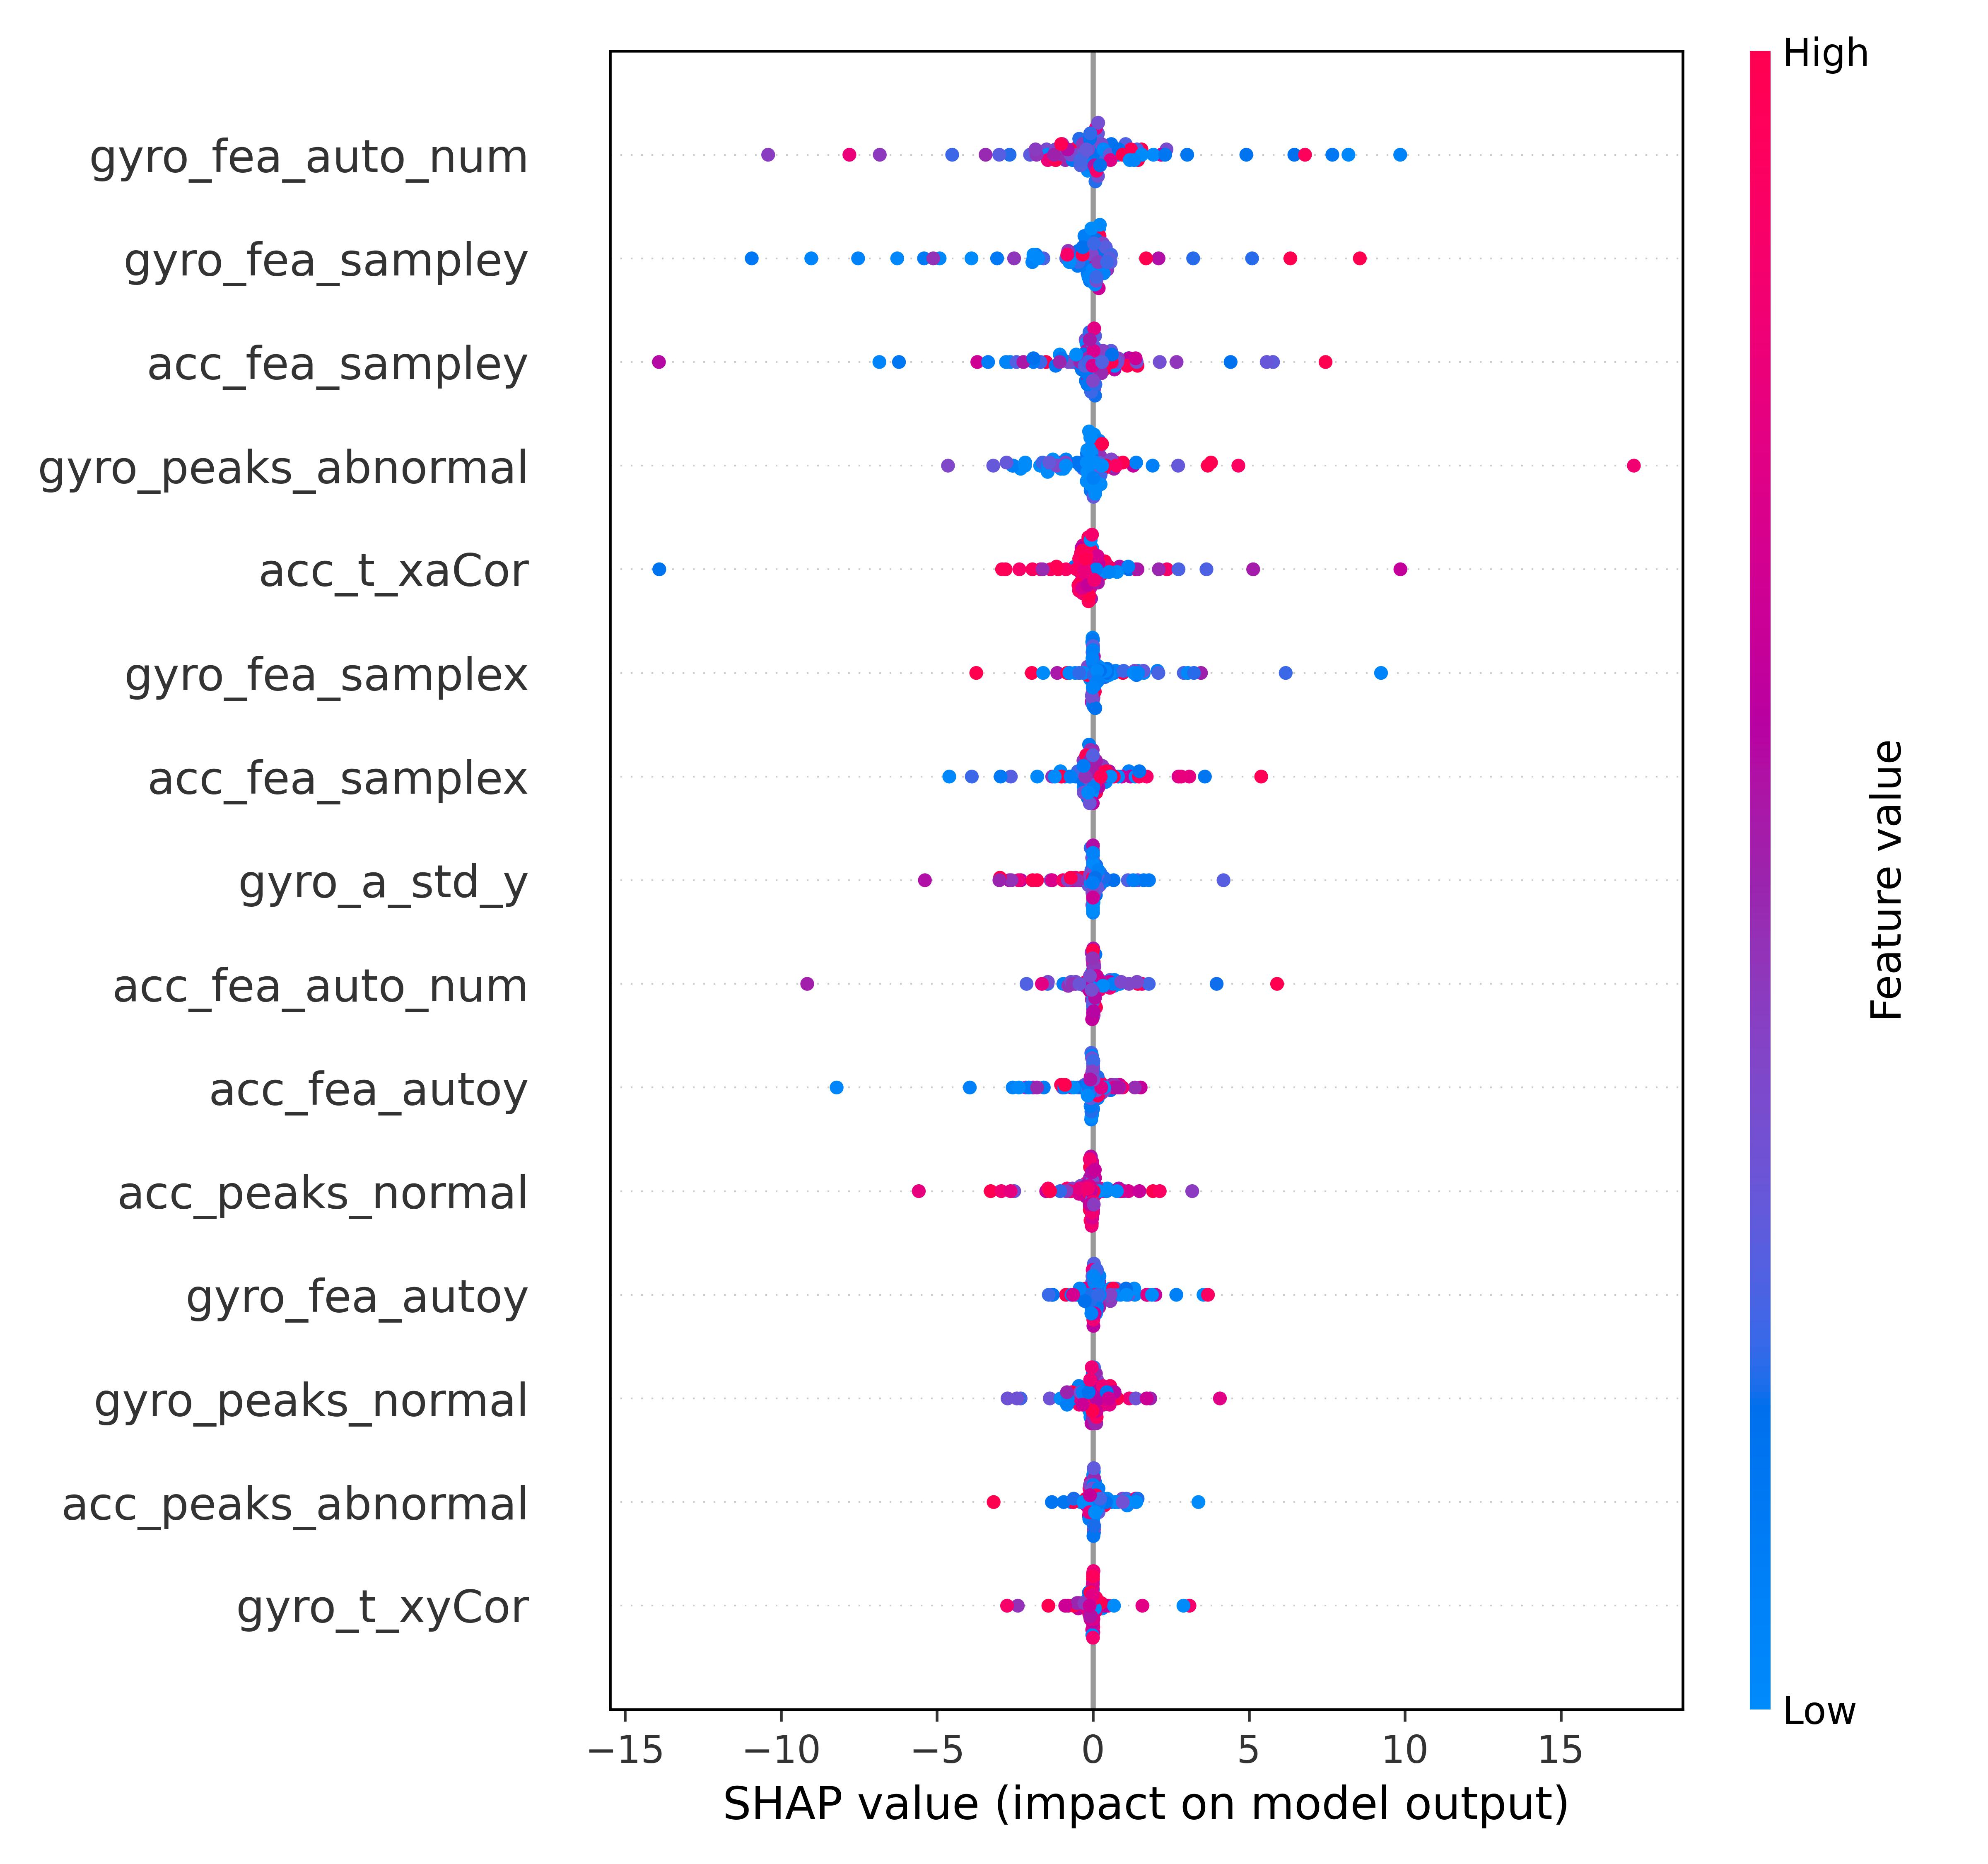 High
gyro_fea_auto_num
gyro_fea_sampley
acc_fea_sampley
gyro_peaks_abnormal
acc_t_xaCor
gyro_fea_samplex
acc_fea_samplex
gyro_a_std_y
acc_fea_auto_num
acc_fea_autoy
acc_peaks_normal
gyro_fea_autoy
gyro_peaks_normal
acc_peaks_abnormal
gyro_t_xyCor
Feature value
Low
−15 −10 −5 0 5 10 15
SHAP value (impact on model output)